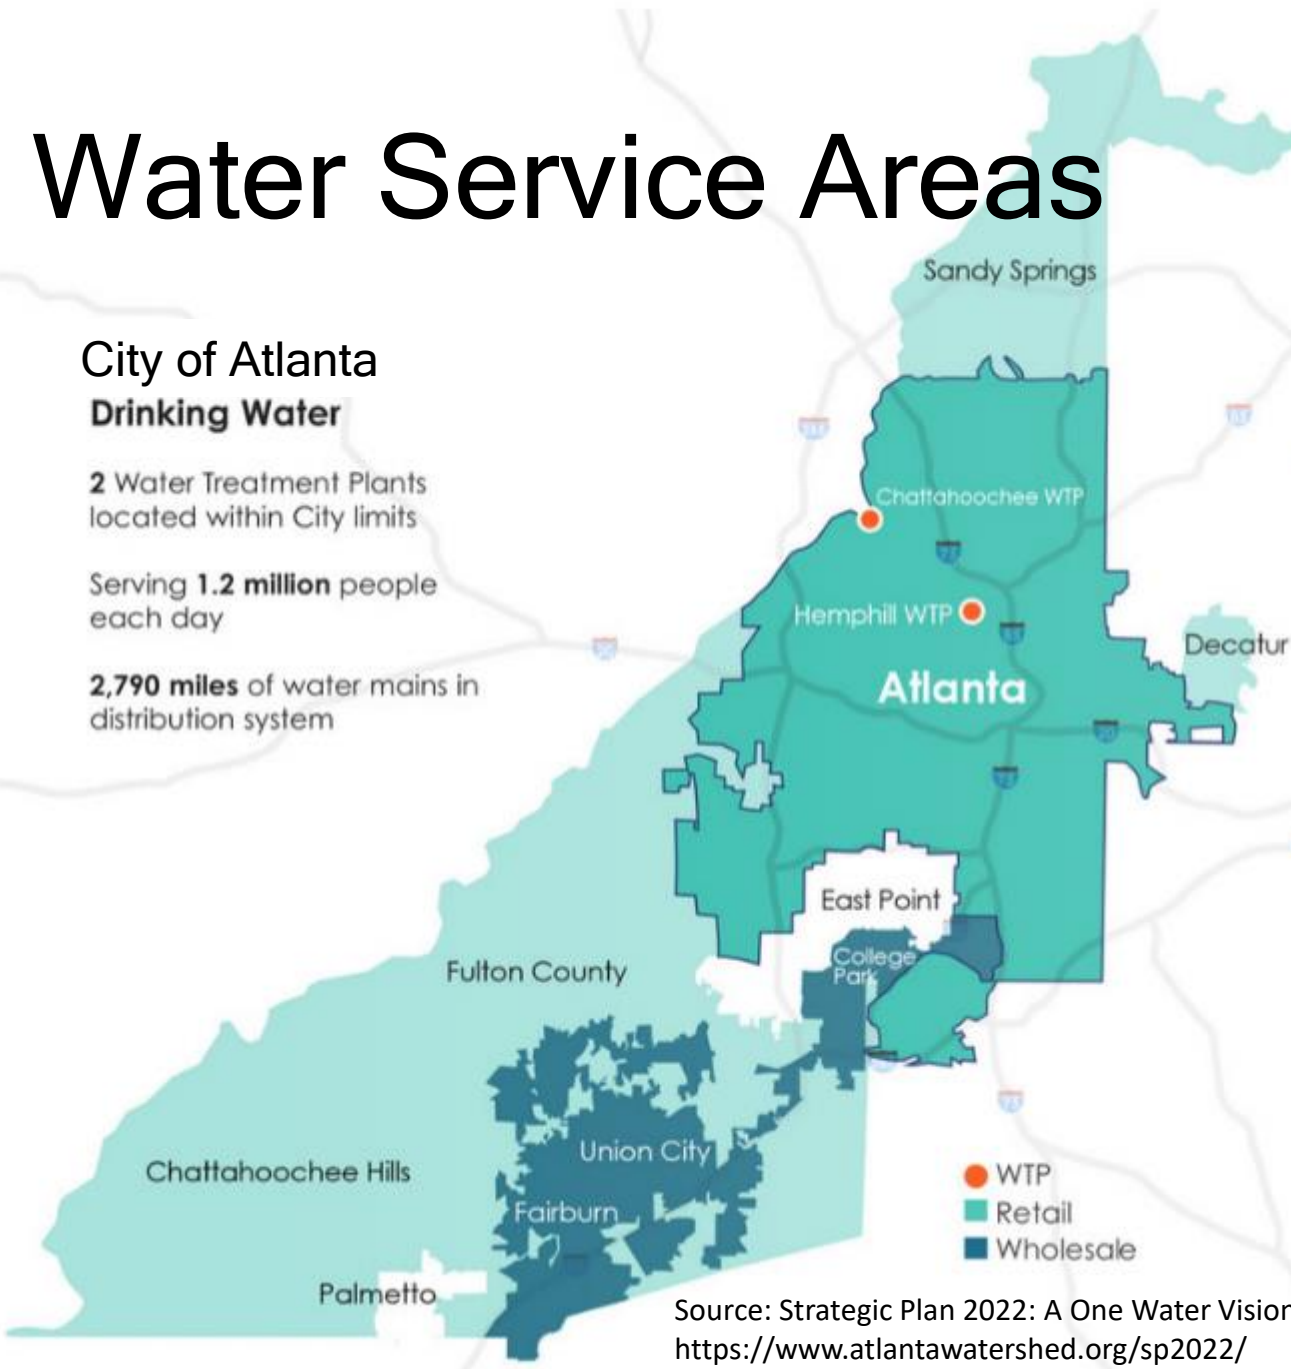 Water Service Areas
Sandy Springs
City of Atlanta
Drinking Water
2 Water Treatment Plants
located within City limits
Serving 1.2 million people
each day
2,790 miles of water mains in
distribution system
Chattahoochee WTP
Hemphill WTP
Decatur
Atlanta
20
East Point
College
Park
Fulton County
Union City
Chattahoochee Hills
Fairburn
Palmetto
WTP
Retail
Wholesale
Source: Strategic Plan 2022: A One Water Vision
https://www.atlantawatershed.org/sp2022/